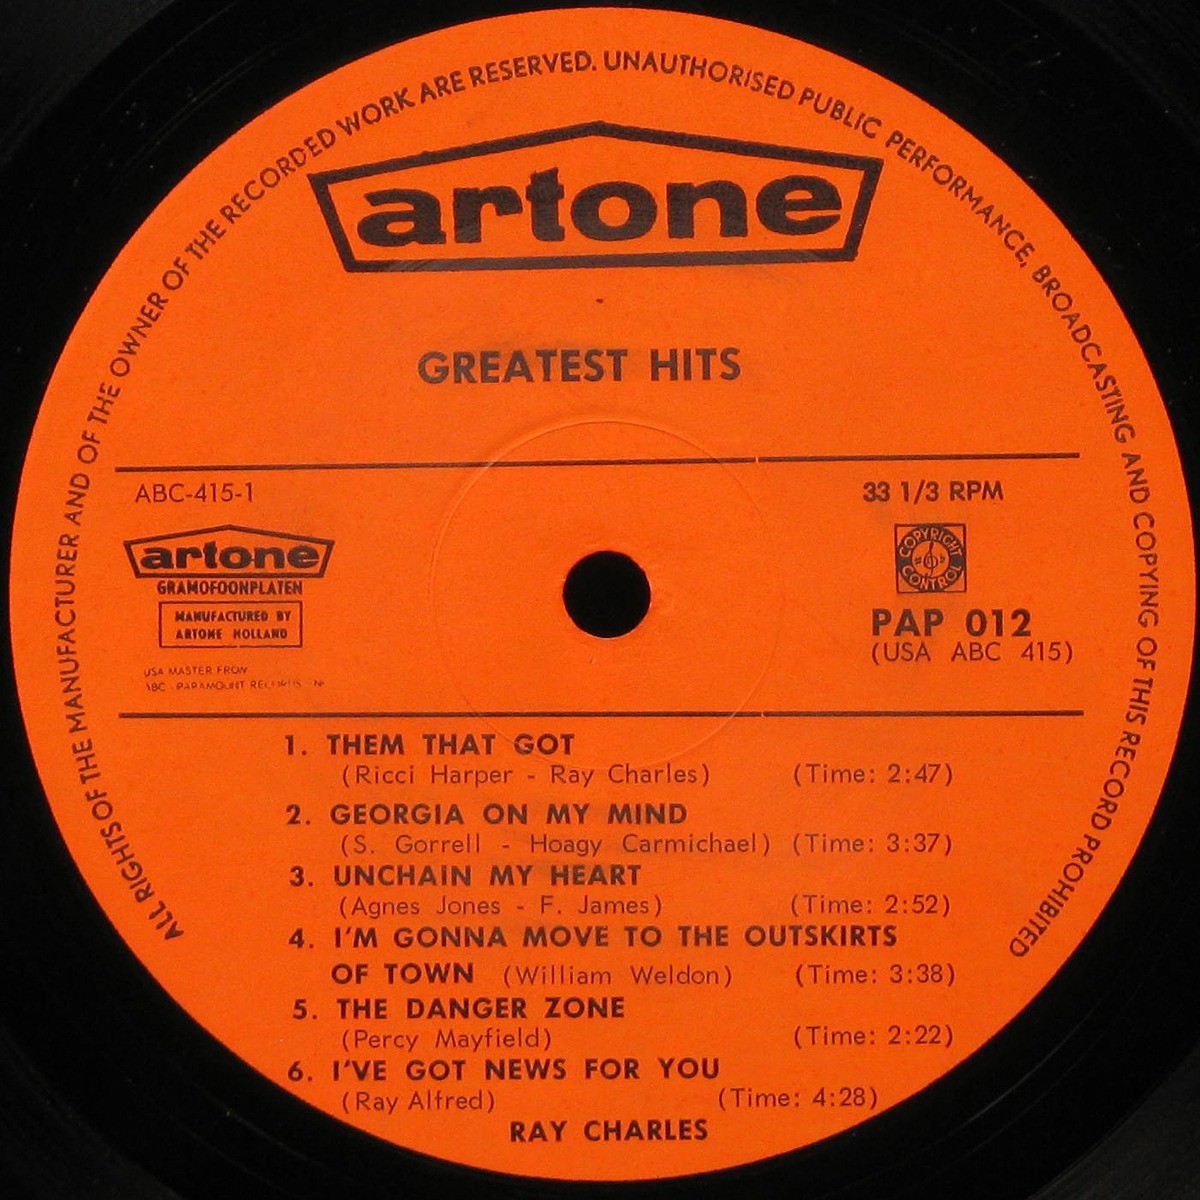 ALL RIGHTS OF THE MANUFACTURER AND OF THE OWNER OF THE RECORDED WORK ARE RESERVED. UNAUTHORISED PUBLIC PERFORMANCE, BROADCASTING AND COPYING OF THIS RECORD PROHIBITED
artone
GREATEST HITS
ABC-415-1
33 1/3 RPM
artone
GRAMOFOONPLATEN
MANUFACTURED BY
ARTONE HOLLAND
USA MASTER FROM
ABC - PARAMOUNT RECORDS
COPYRIGHT
CONTROL
PAP 012
(USA ABC 415)
1. THEM THAT GOT
(Ricci Harper - Ray Charles) (Time: 2:47)
2. GEORGIA ON MY MIND
(S. Gorrell - Hoagy Carmichael) (Time: 3:37)
3. UNCHAIN MY HEART
(Agnes Jones - F. James) (Time: 2:52)
4. I'M GONNA MOVE TO THE OUTSKIRTS
OF TOWN (William Weldon) (Time: 3:38)
5. THE DANGER ZONE
(Percy Mayfield) (Time: 2:22)
6. I'VE GOT NEWS FOR YOU
(Ray Alfred) (Time: 4:28)
RAY CHARLES